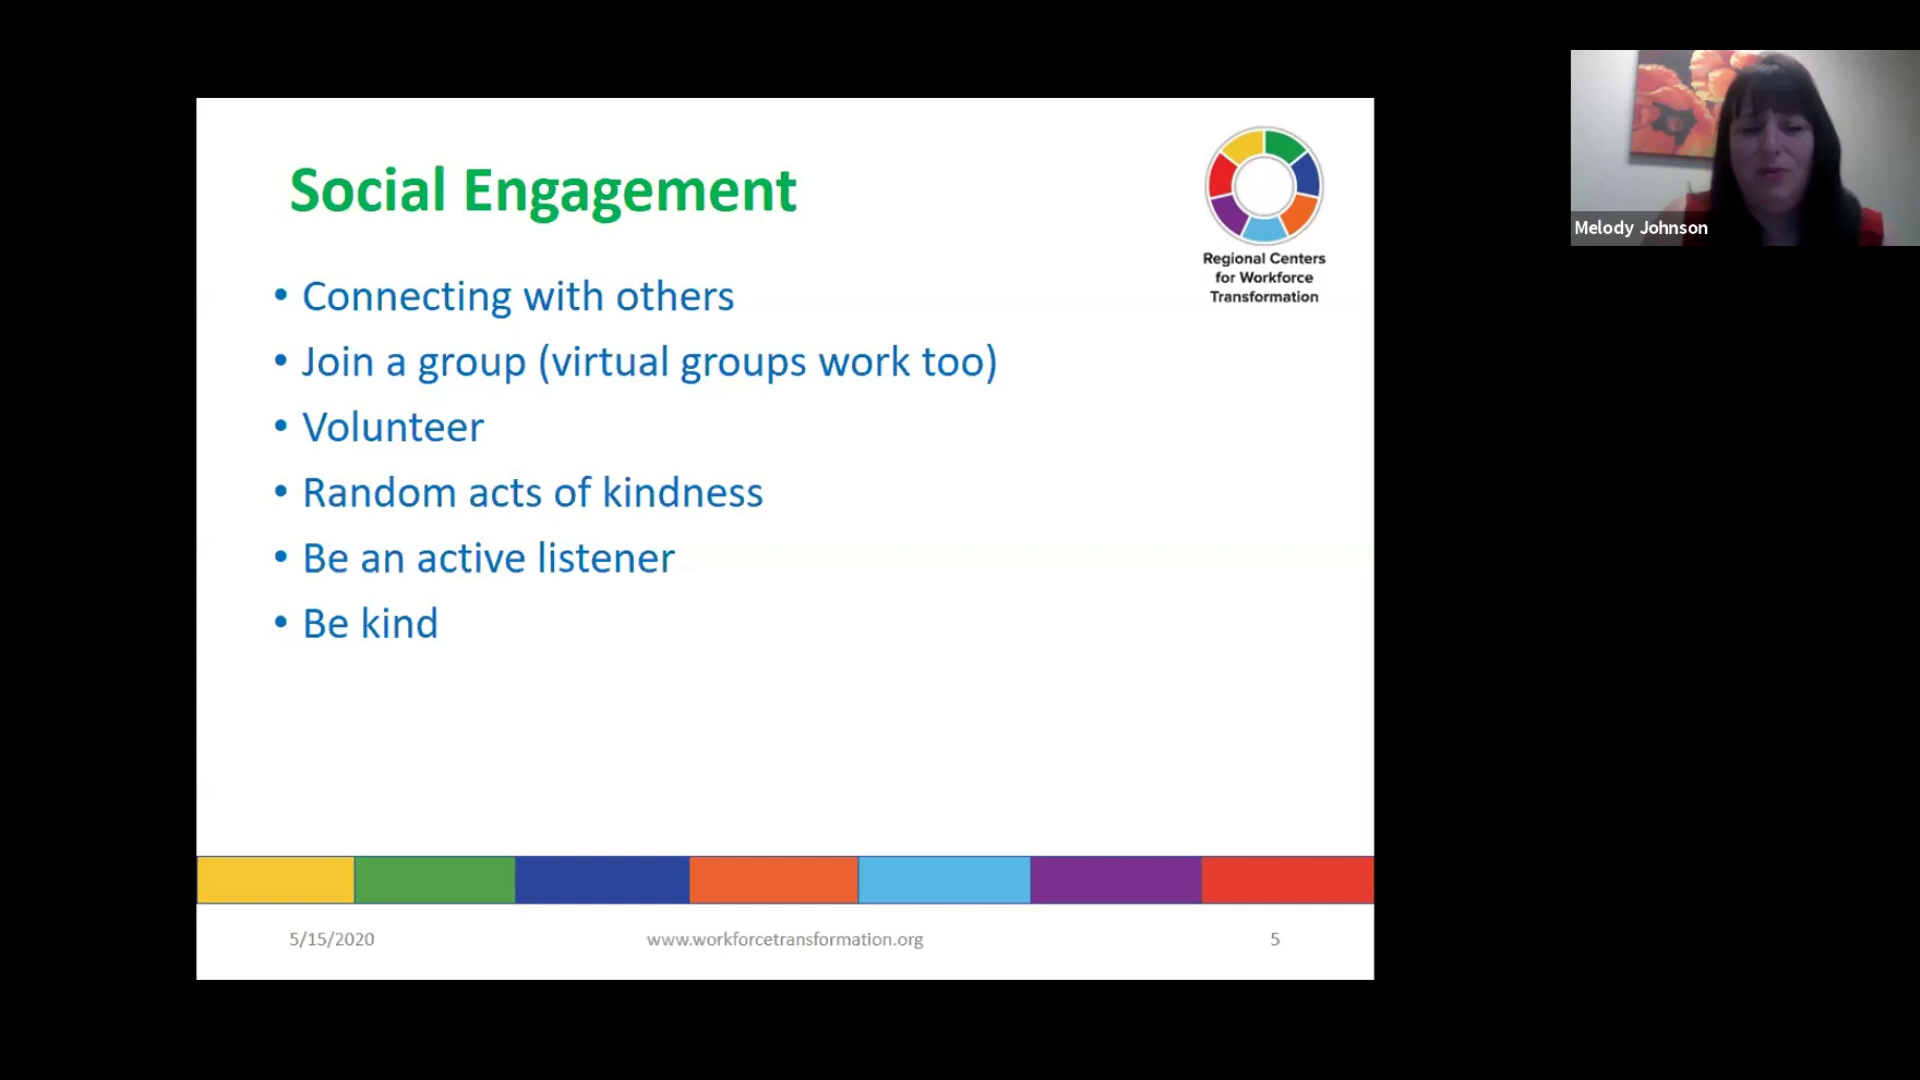 Social Engagement
Regional Centers
for Workforce
Transformation
• Connecting with others
• Join a group (virtual groups work too)
• Volunteer
• Random acts of kindness
• Be an active listener
• Be kind
5/15/2020
www.workforcetransformation.org
5
Melody Johnson